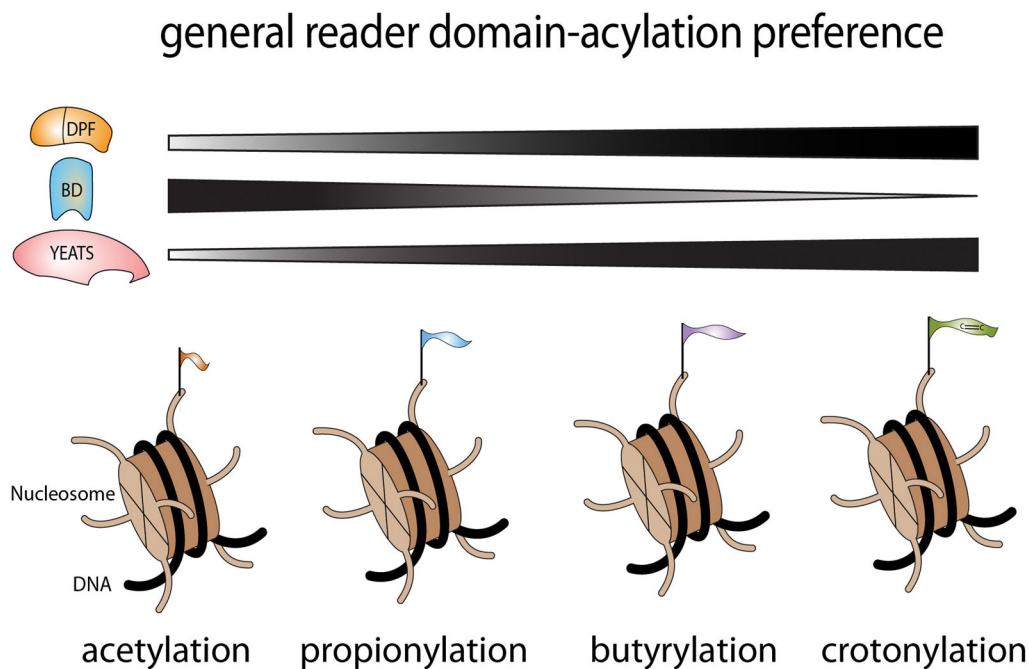 general reader domain-acylation preference
DPF
BD
YEATS
C=C
Nucleosome
DNA
acetylation propionylation butyrylation crotonylation